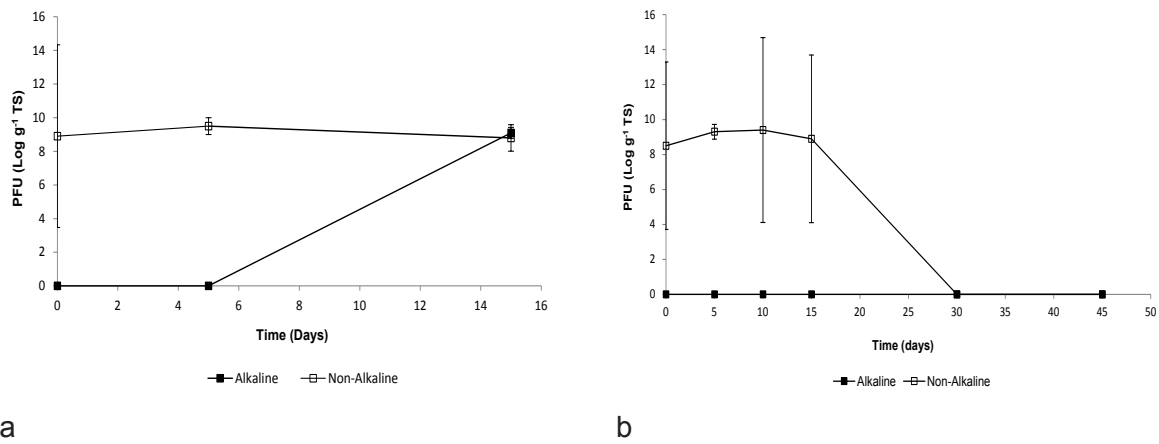 16
14
12
10
8
6
4
2
0
PFU (Log g⁻¹ TS)
0 2 4 6 8 10 12 14 16
Time (Days)
Alkaline Non-Alkaline
a
16
14
12
10
8
6
4
2
0
PFU (Log g⁻¹ TS)
0 5 10 15 20 25 30 35 40 45 50
Time (days)
Alkaline Non-Alkaline
b